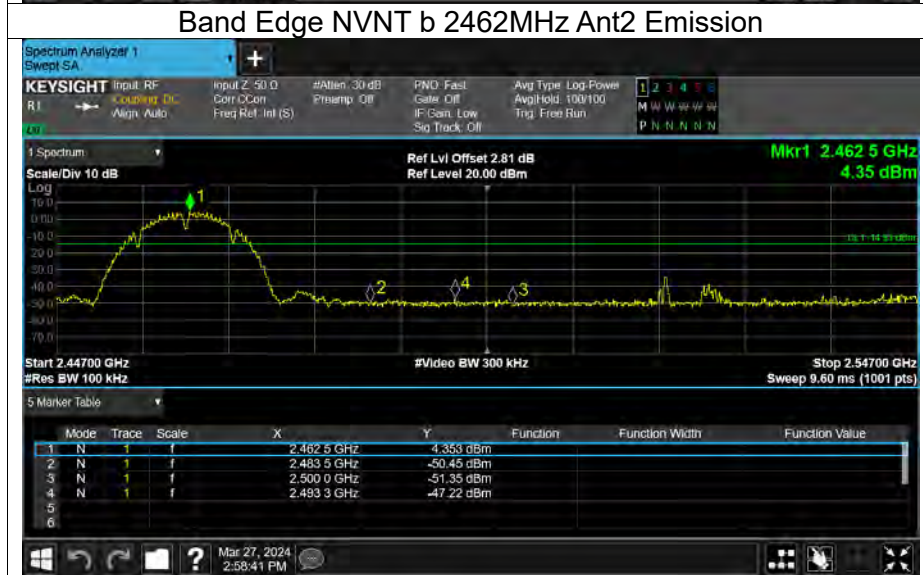 Band Edge NVNT b 2462MHz Ant2 Emission
Spectrum Analyzer 1
Swept SA
+
KEYSIGHT Input: RF Input Z: 50 Ω #Atten: 30 dB PNO: Fast Avg Type: Log-Power 1 2 3 4 5 6
R L Coupling: DC Corr CCorr Preamp: Off Gate: Off Avg|Hold: 100/100 M W W W W W
Align: Auto Freq Ref: Int (S) IF Gain: Low Trig: Free Run
Sig Track: Off P N N N N N
1 Spectrum Ref Lvl Offset 2.81 dB Mkr1 2.462 5 GHz
Scale/Div 10 dB Ref Level 20.00 dBm 4.35 dBm
Log
10.0
0.00
-10.0
-20.0
-30.0
-40.0
-50.0
-60.0
-70.0
1
2
4
3
Start 2.44700 GHz #Video BW 300 kHz Stop 2.54700 GHz
#Res BW 100 kHz Sweep 9.60 ms (1001 pts)
5 Marker Table
Mode Trace Scale X Y Function Function Width Function Value
1 N 1 f 2.462 5 GHz 4.353 dBm
2 N 1 f 2.483 5 GHz -50.45 dBm
3 N 1 f 2.500 0 GHz -51.35 dBm
4 N 1 f 2.493 3 GHz -47.22 dBm
5
6
? Mar 27, 2024
2:58:41 PM